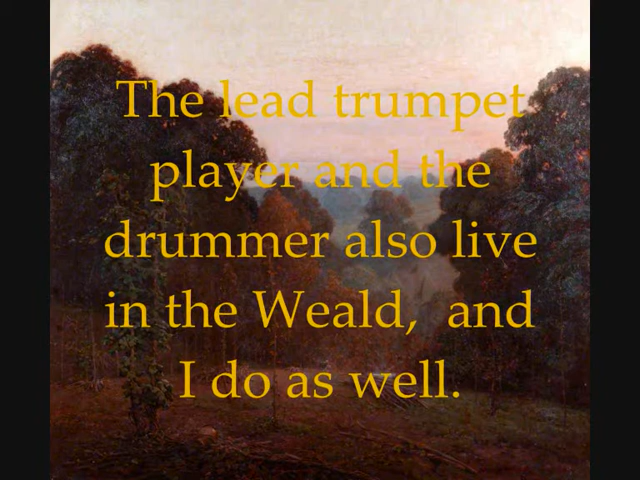 The lead trumpet
player and the
drummer also live
in the Weald,  and
I do as well.